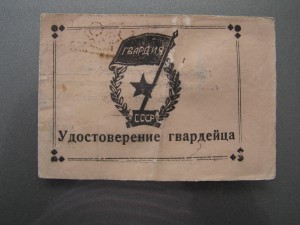 ГВАРДИЯ
СССР
Удостоверение гвардейца